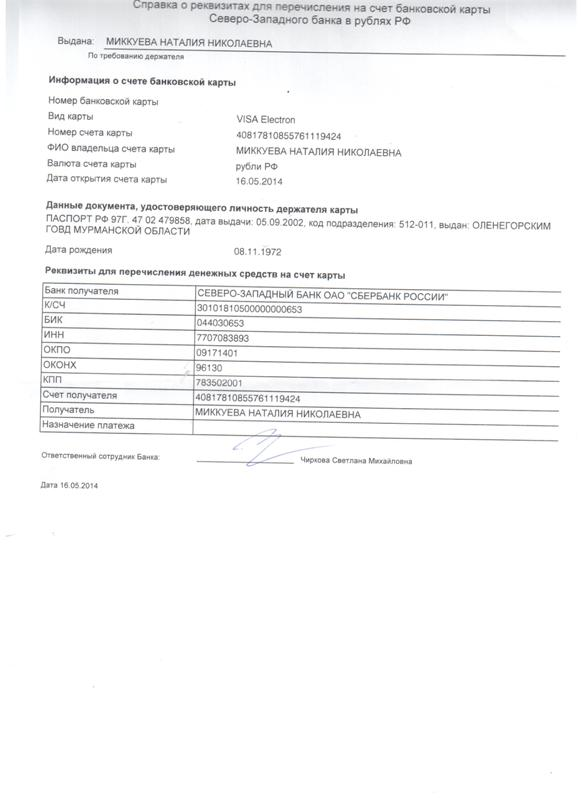 Справка о реквизитах для перечисления на счет банковской карты
Северо-Западного банка в рублях РФ
Выдана: МИККУЕВА НАТАЛИЯ НИКОЛАЕВНА
По требованию держателя
Информация о счете банковской карты
Номер банковской карты
Вид карты VISA Electron
Номер счета карты 40817810855761119424
ФИО владельца счета карты МИККУЕВА НАТАЛИЯ НИКОЛАЕВНА
Валюта счета карты рубли РФ
Дата открытия счета карты 16.05.2014
Данные документа, удостоверяющего личность держателя карты
ПАСПОРТ РФ 97Г. 47 02 479858, дата выдачи: 05.09.2002, код подразделения: 512-011, выдан: ОЛЕНЕГОРСКИМ
ГОВД МУРМАНСКОЙ ОБЛАСТИ
Дата рождения 08.11.1972
Реквизиты для перечисления денежных средств на счет карты
Банк получателя СЕВЕРО-ЗАПАДНЫЙ БАНК ОАО "СБЕРБАНК РОССИИ"
К/СЧ 30101810500000000653
БИК 044030653
ИНН 7707083893
ОКПО 09171401
ОКОНХ 96130
КПП 783502001
Счет получателя 40817810855761119424
Получатель МИККУЕВА НАТАЛИЯ НИКОЛАЕВНА
Назначение платежа
Ответственный сотрудник Банка: Чиркова Светлана Михайловна
Дата 16.05.2014